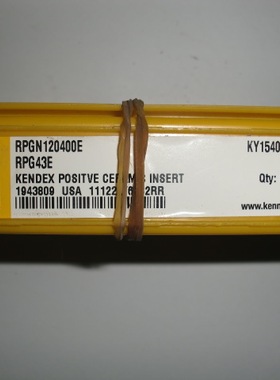 RPGN120400E KY1540
RPG43E
KENDEX POSITVE INSERT Qty:
1943809 USA
www.kenn